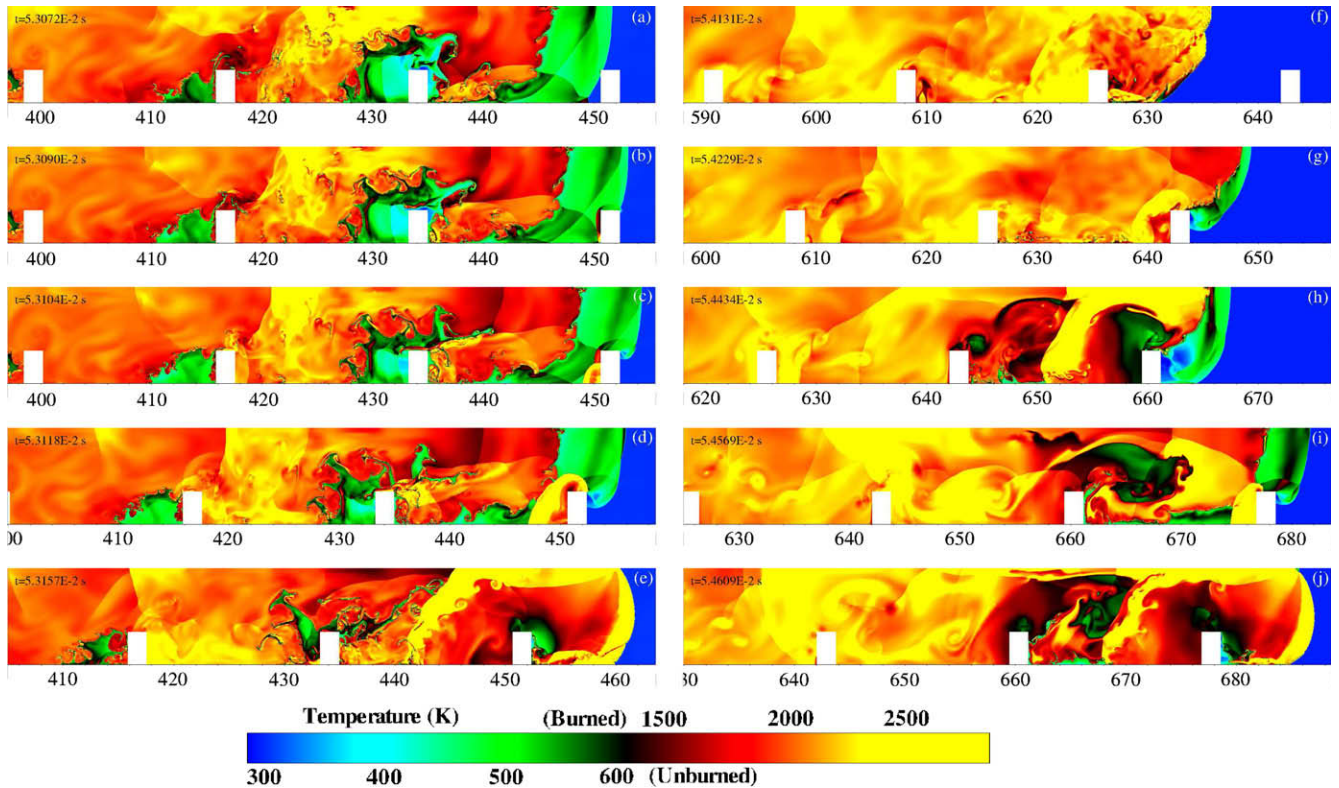 t=5.3072E-2 s (a)
400 410 420 430 440 450
t=5.3090E-2 s (b)
400 410 420 430 440 450
t=5.3104E-2 s (c)
400 410 420 430 440 450
t=5.3118E-2 s (d)
00 410 420 430 440 450
t=5.3157E-2 s (e)
410 420 430 440 450 460
t=5.4131E-2 s (f)
590 600 610 620 630 640
t=5.4229E-2 s (g)
600 610 620 630 640 650
t=5.4434E-2 s (h)
620 630 640 650 660 670
t=5.4569E-2 s (i)
630 640 650 660 670 680
t=5.4609E-2 s (j)
30 640 650 660 670 680
Temperature (K) (Burned) 1500 2000 2500
300 400 500 600 (Unburned)